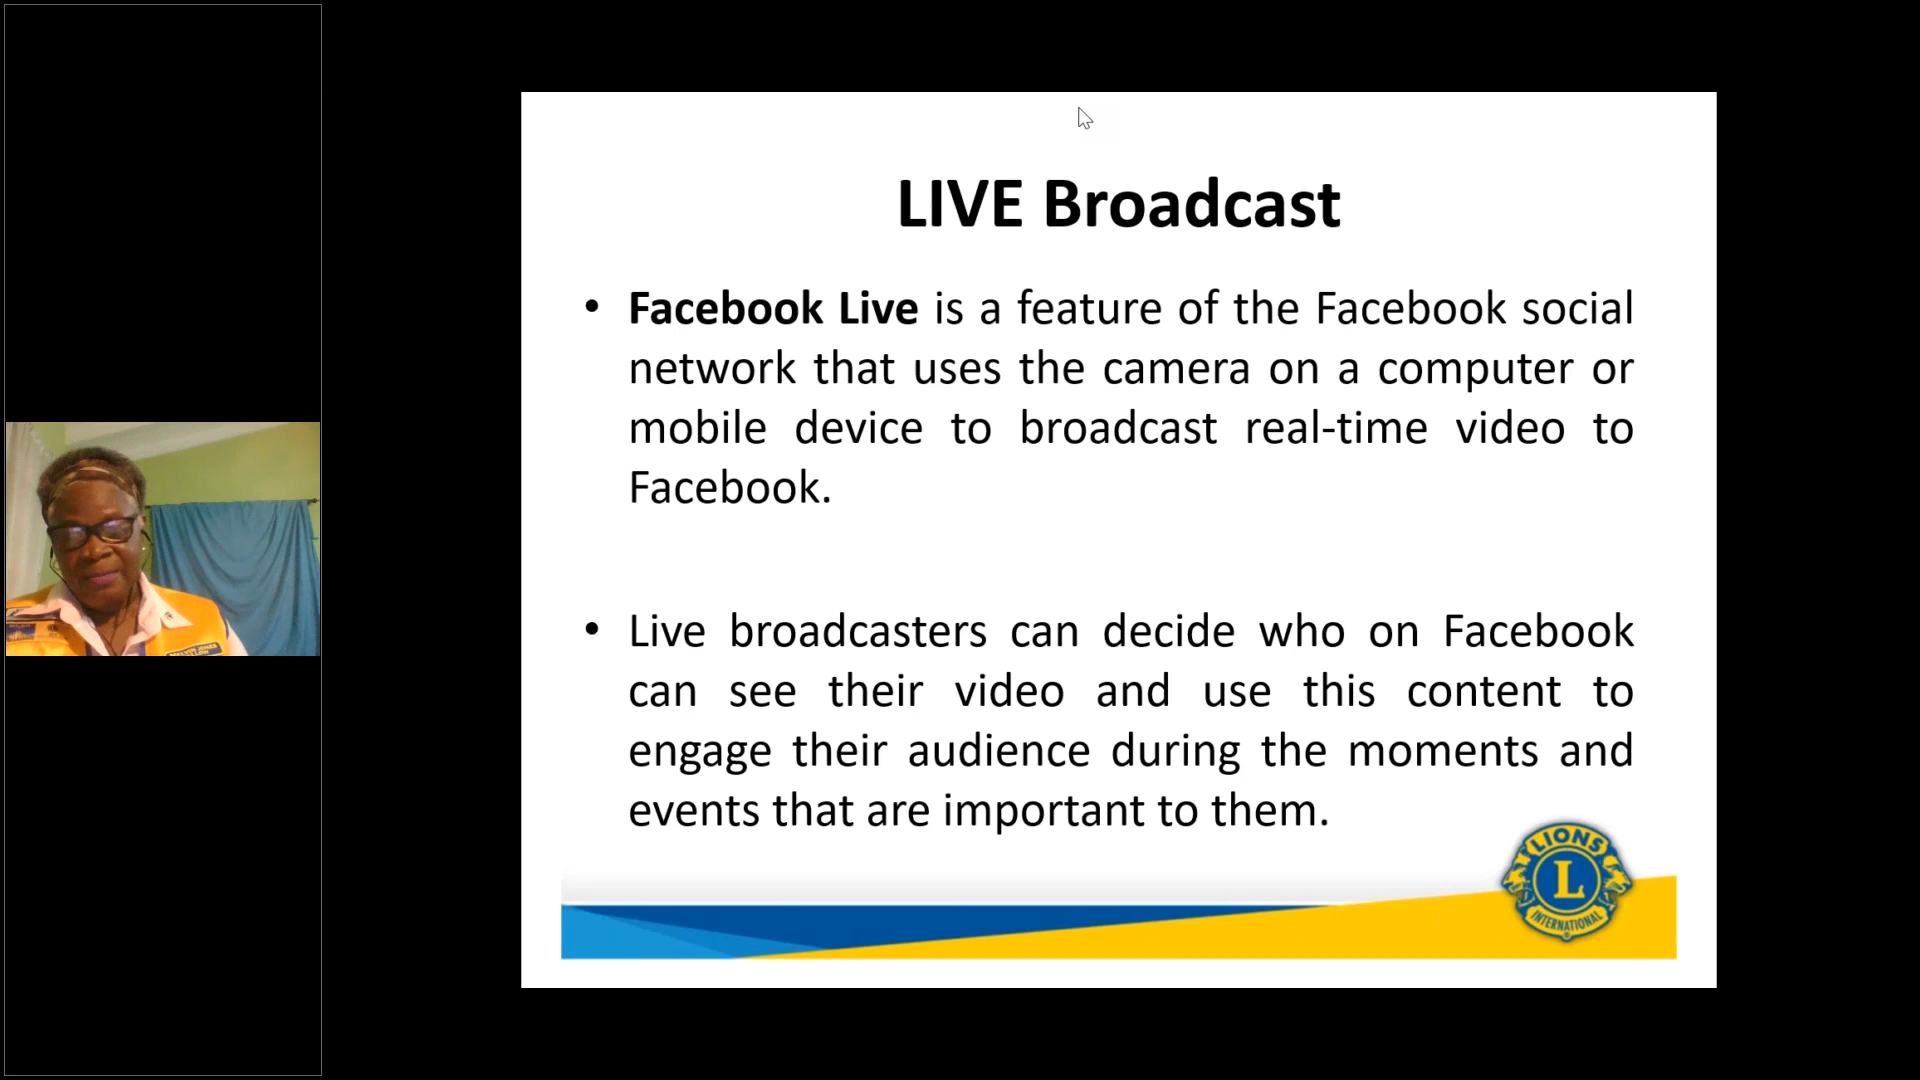 LIVE Broadcast
• Facebook Live is a feature of the Facebook social
network that uses the camera on a computer or
mobile device to broadcast real-time video to
Facebook.
• Live broadcasters can decide who on Facebook
can see their video and use this content to
engage their audience during the moments and
events that are important to them.
LIONS
L
INTERNATIONAL
®
MELVIN JONES
FELLOW